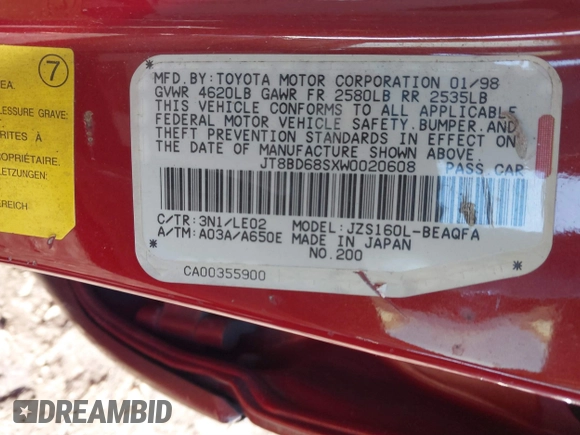 7
EA.
LESSURE GRAVE:
RITES À
PROPRIÉTAIRE.
LETZUNGEN:
BEREICH
MFD.BY:TOYOTA MOTOR CORPORATION 01/98
GVWR 4620LB GAWR FR 2580LB RR 2535LB
THIS VEHICLE CONFORMS TO ALL APPLICABLE
FEDERAL MOTOR VEHICLE SAFETY,BUMPER,AND
THEFT PREVENTION STANDARDS IN EFFECT ON
THE DATE OF MANUFACTURE SHOWN ABOVE.
JT8BD68SXW0020608 PASS.CAR
C/TR:3N1/LE02 MODEL:JZS160L-BEAQFA
A/TM:A03A/A650E MADE IN JAPAN
NO.200
CA00355900
DREAMBID